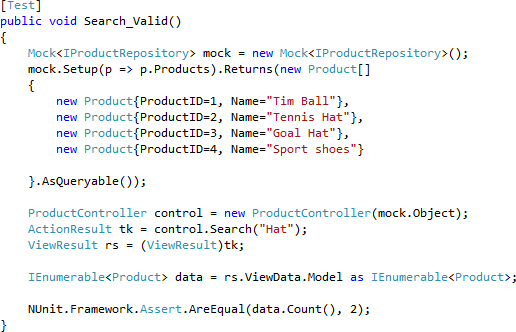 [Test]
public void Search_Valid()
{
    Mock<IProductRepository> mock = new Mock<IProductRepository>();
    mock.Setup(p => p.Products).Returns(new Product[]
    {
        new Product{ProductID=1, Name="Tim Ball"},
        new Product{ProductID=2, Name="Tennis Hat"},
        new Product{ProductID=3, Name="Goal Hat"},
        new Product{ProductID=4, Name="Sport shoes"}
    }.AsQueryable());
    ProductController control = new ProductController(mock.Object);
    ActionResult tk = control.Search("Hat");
    ViewResult rs = (ViewResult)tk;
    IEnumerable<Product> data = rs.ViewData.Model as IEnumerable<Product>;
    NUnit.Framework.Assert.AreEqual(data.Count(), 2);
}